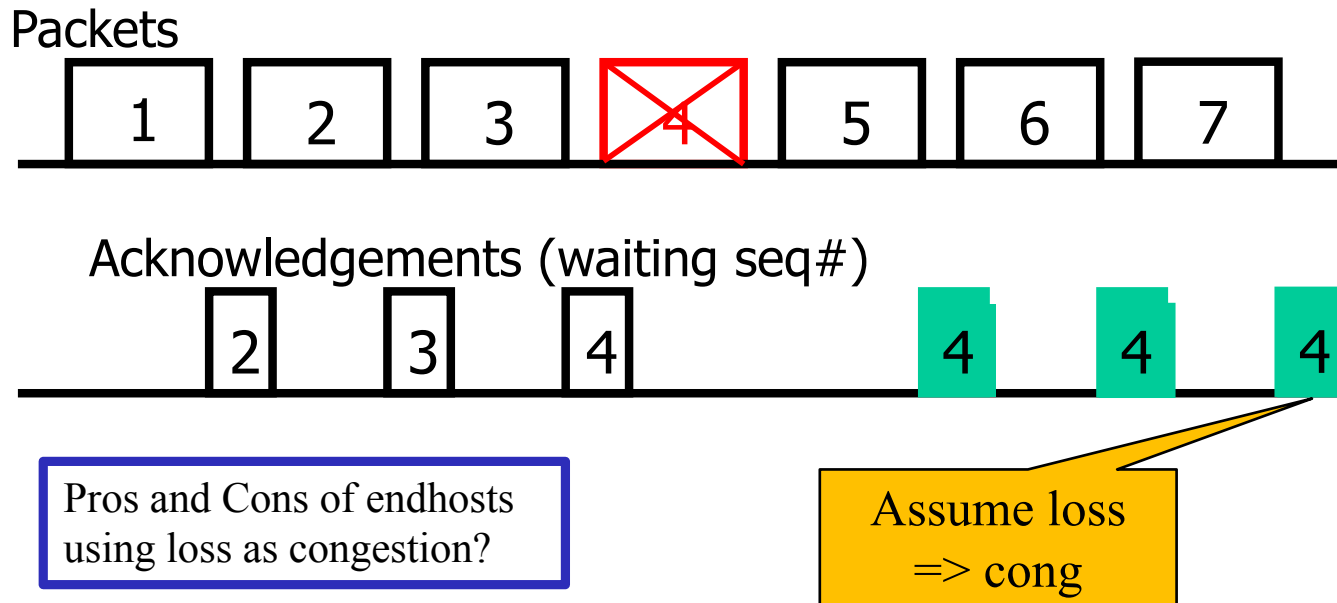 Packets
1 2 3 4 5 6 7
Acknowledgements (waiting seq#)
2 3 4 4 4 4
Pros and Cons of endhosts
using loss as congestion?
Assume loss
=> cong